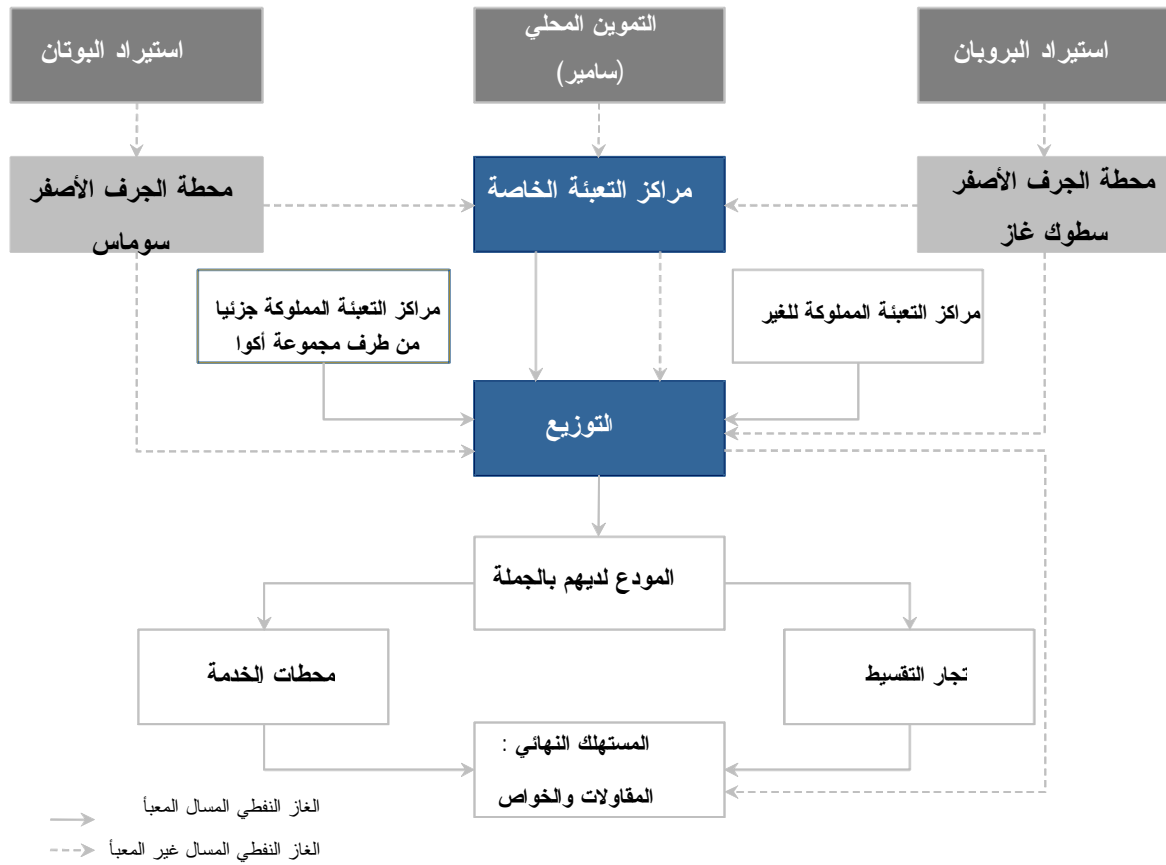 استيراد البروبان
التموين المحلي
(سامير)
استيراد البوتان
محطة الجرف الأصفر
سطوك غاز
مراكز التعبئة الخاصة
محطة الجرف الأصفر
سوماس
مراكز التعبئة المملوكة للغير
مراكز التعبئة المملوكة جزئيا
من طرف مجموعة أكوا
التوزيع
المودع لديهم بالجملة
تجار التقسيط
محطات الخدمة
المستهلك النهائي :
المقاولات والخواص
الغاز النفطي المسال المعبأ
الغاز النفطي المسال غير المعبأ